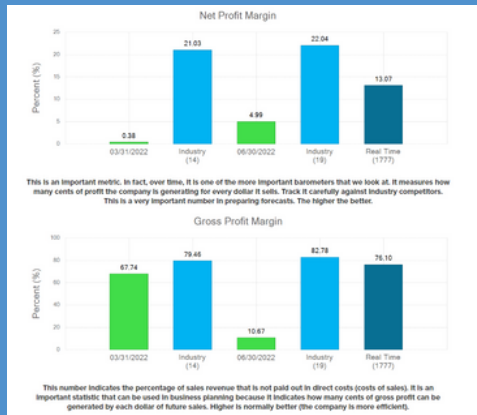 Net Profit Margin
Percent (%)
25
20
15
10
5
0
0.38
21.03
4.99
22.04
13.07
03/31/2022
Industry
(14)
06/30/2022
Industry
(19)
Real Time
(1777)
This is an important metric. In fact, over time, it is one of the more important barometers that we look at. It measures how
many cents of profit the company is generating for every dollar it sells. Track it carefully against industry competitors.
This is a very important number in preparing forecasts. The higher the better.
Gross Profit Margin
Percent (%)
100
80
60
40
20
0
67.74
79.46
10.67
82.78
76.10
03/31/2022
Industry
(14)
06/30/2022
Industry
(19)
Real Time
(1777)
This number indicates the percentage of sales revenue that is not paid out in direct costs (costs of sales). It is an
important statistic that can be used in business planning because it indicates how many cents of gross profit can be
generated by each dollar of future sales. Higher is normally better (the company is more efficient).